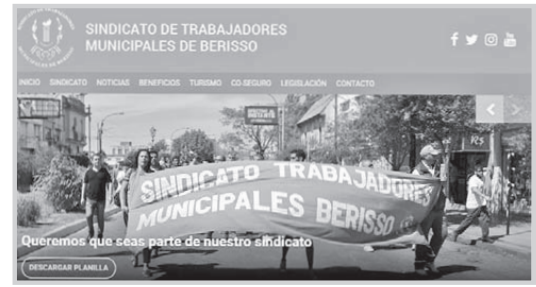 SINDICATO DE TRABAJADORES
MUNICIPALES DE BERISSO
INICIO SINDICATO NOTICIAS BENEFICIOS TURISMO CO-SEGURO LEGISLACIÓN CONTACTO
SINDICATO TRABAJADORES
MUNICIPALES BERISSO
Queremos que seas parte de nuestro sindicato
DESCARGAR PLANILLA